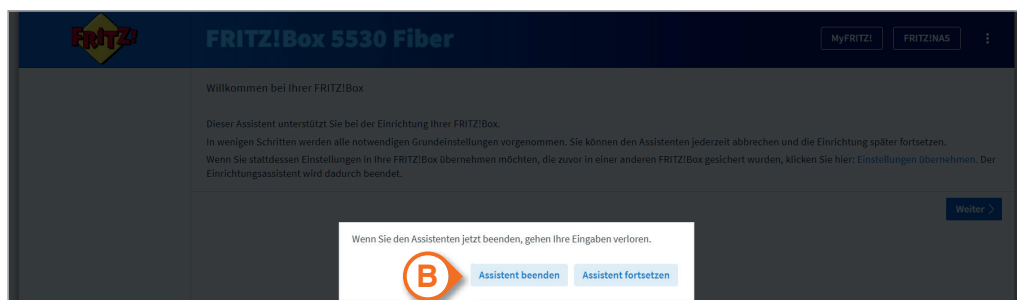 FRITZ!
FRITZ!Box 5530 Fiber
MyFRITZ!
FRITZ!NAS
Willkommen bei Ihrer FRITZ!Box
Dieser Assistent unterstützt Sie bei der Einrichtung Ihrer FRITZ!Box.
In wenigen Schritten werden alle notwendigen Grundeinstellungen vorgenommen. Sie können den Assistenten jederzeit abbrechen und die Einrichtung später fortsetzen.
Wenn Sie stattdessen Einstellungen in Ihre FRITZ!Box übernehmen möchten, die zuvor in einer anderen FRITZ!Box gesichert wurden, klicken Sie hier: Einstellungen übernehmen. Der
Einrichtungsassistent wird dadurch beendet.
Weiter >
Wenn Sie den Assistenten jetzt beenden, gehen Ihre Eingaben verloren.
B
Assistent beenden
Assistent fortsetzen